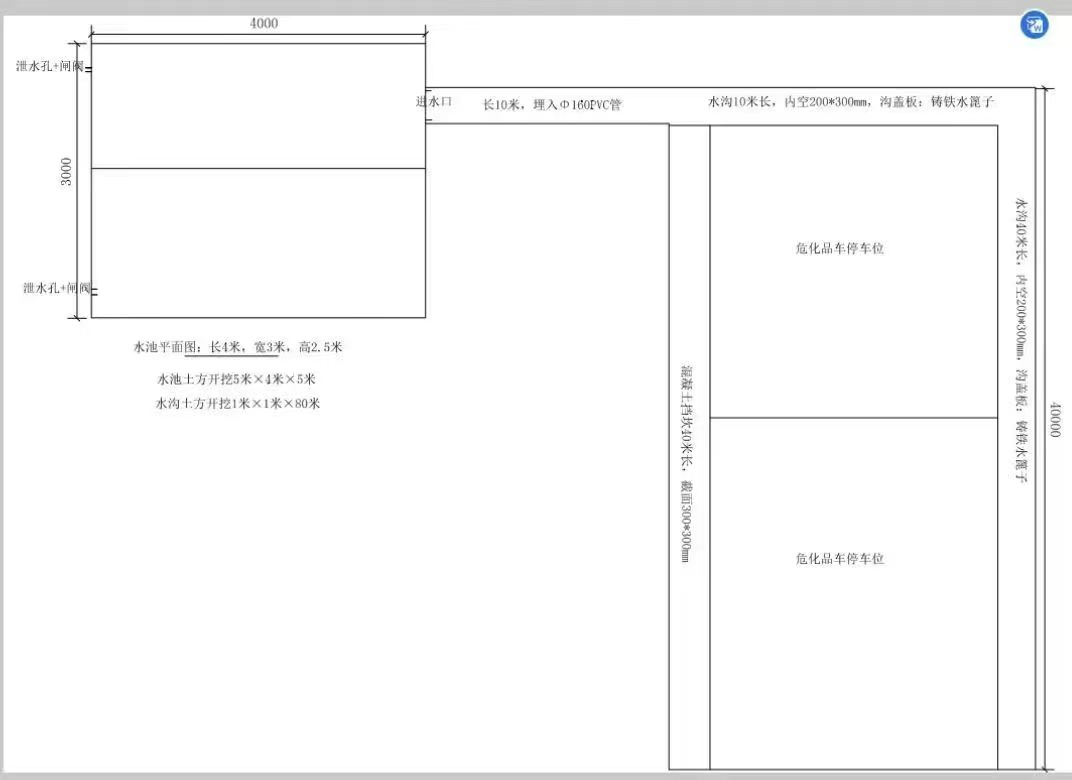 4000
泄水孔+闸阀
进水口
长10米，埋入Φ160PVC管
水沟10米长，内空200*300mm，沟盖板：铸铁水篦子
3000
泄水孔+闸阀
水池平面图：长4米，宽3米，高2.5米
水池土方开挖5米×4米×5米
水沟土方开挖1米×1米×80米
混凝土挡坎40米长，截面300*300mm
危化品车停车位
危化品车停车位
水沟40米长，内空200*300mm，沟盖板：铸铁水篦子
40000